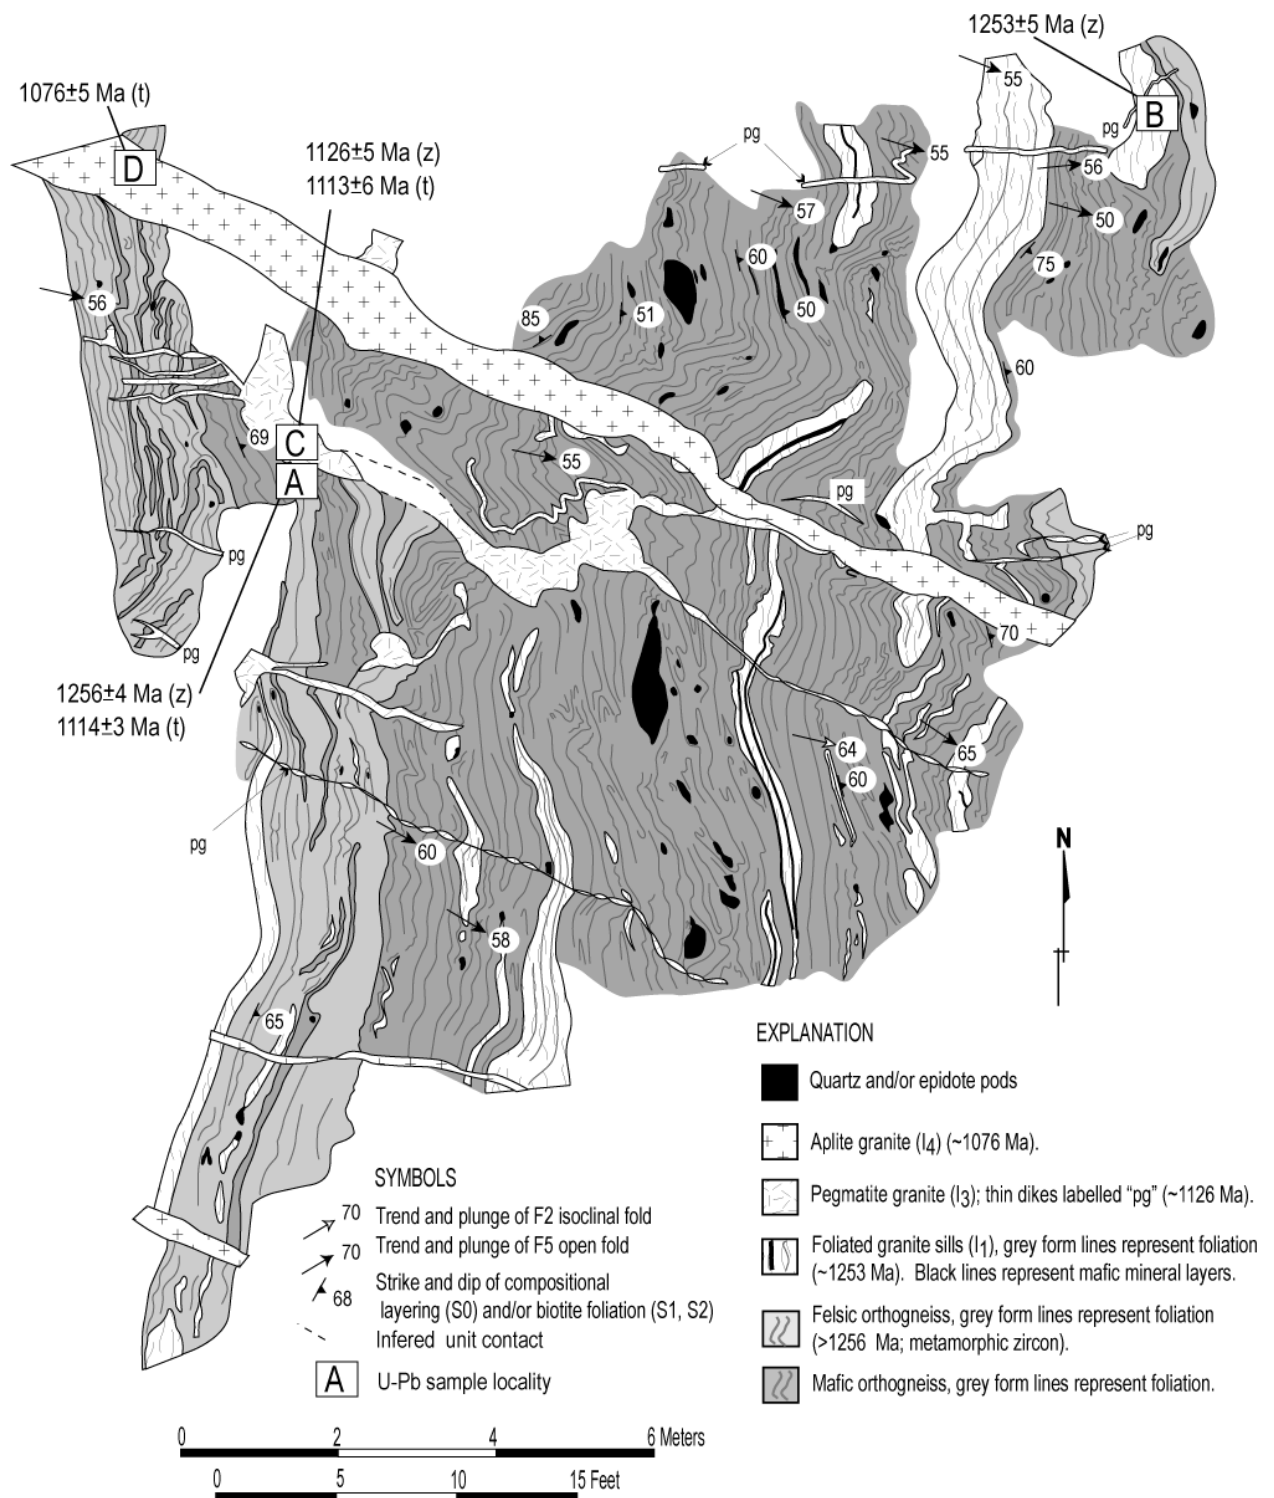 1253±5 Ma (z)
1076±5 Ma (t)
55
B
pg
pg
1126±5 Ma (z)
1113±6 Ma (t)
D
55
56
57
50
60
75
56
51
50
85
60
69
C
55
A
pg
pg
pg
70
pg
1256±4 Ma (z)
1114±3 Ma (t)
64
65
60
pg
60
N
58
65
EXPLANATION
Quartz and/or epidote pods
Aplite granite (I4) (~1076 Ma).
Pegmatite granite (I3); thin dikes labelled "pg" (~1126 Ma).
Foliated granite sills (I1), grey form lines represent foliation
(~1253 Ma). Black lines represent mafic mineral layers.
Felsic orthogneiss, grey form lines represent foliation
(>1256 Ma; metamorphic zircon).
Mafic orthogneiss, grey form lines represent foliation.
SYMBOLS
70 Trend and plunge of F2 isoclinal fold
70 Trend and plunge of F5 open fold
68 Strike and dip of compositional
layering (S0) and/or biotite foliation (S1, S2)
Infered unit contact
A U-Pb sample locality
0 2 4 6 Meters
0 5 10 15 Feet